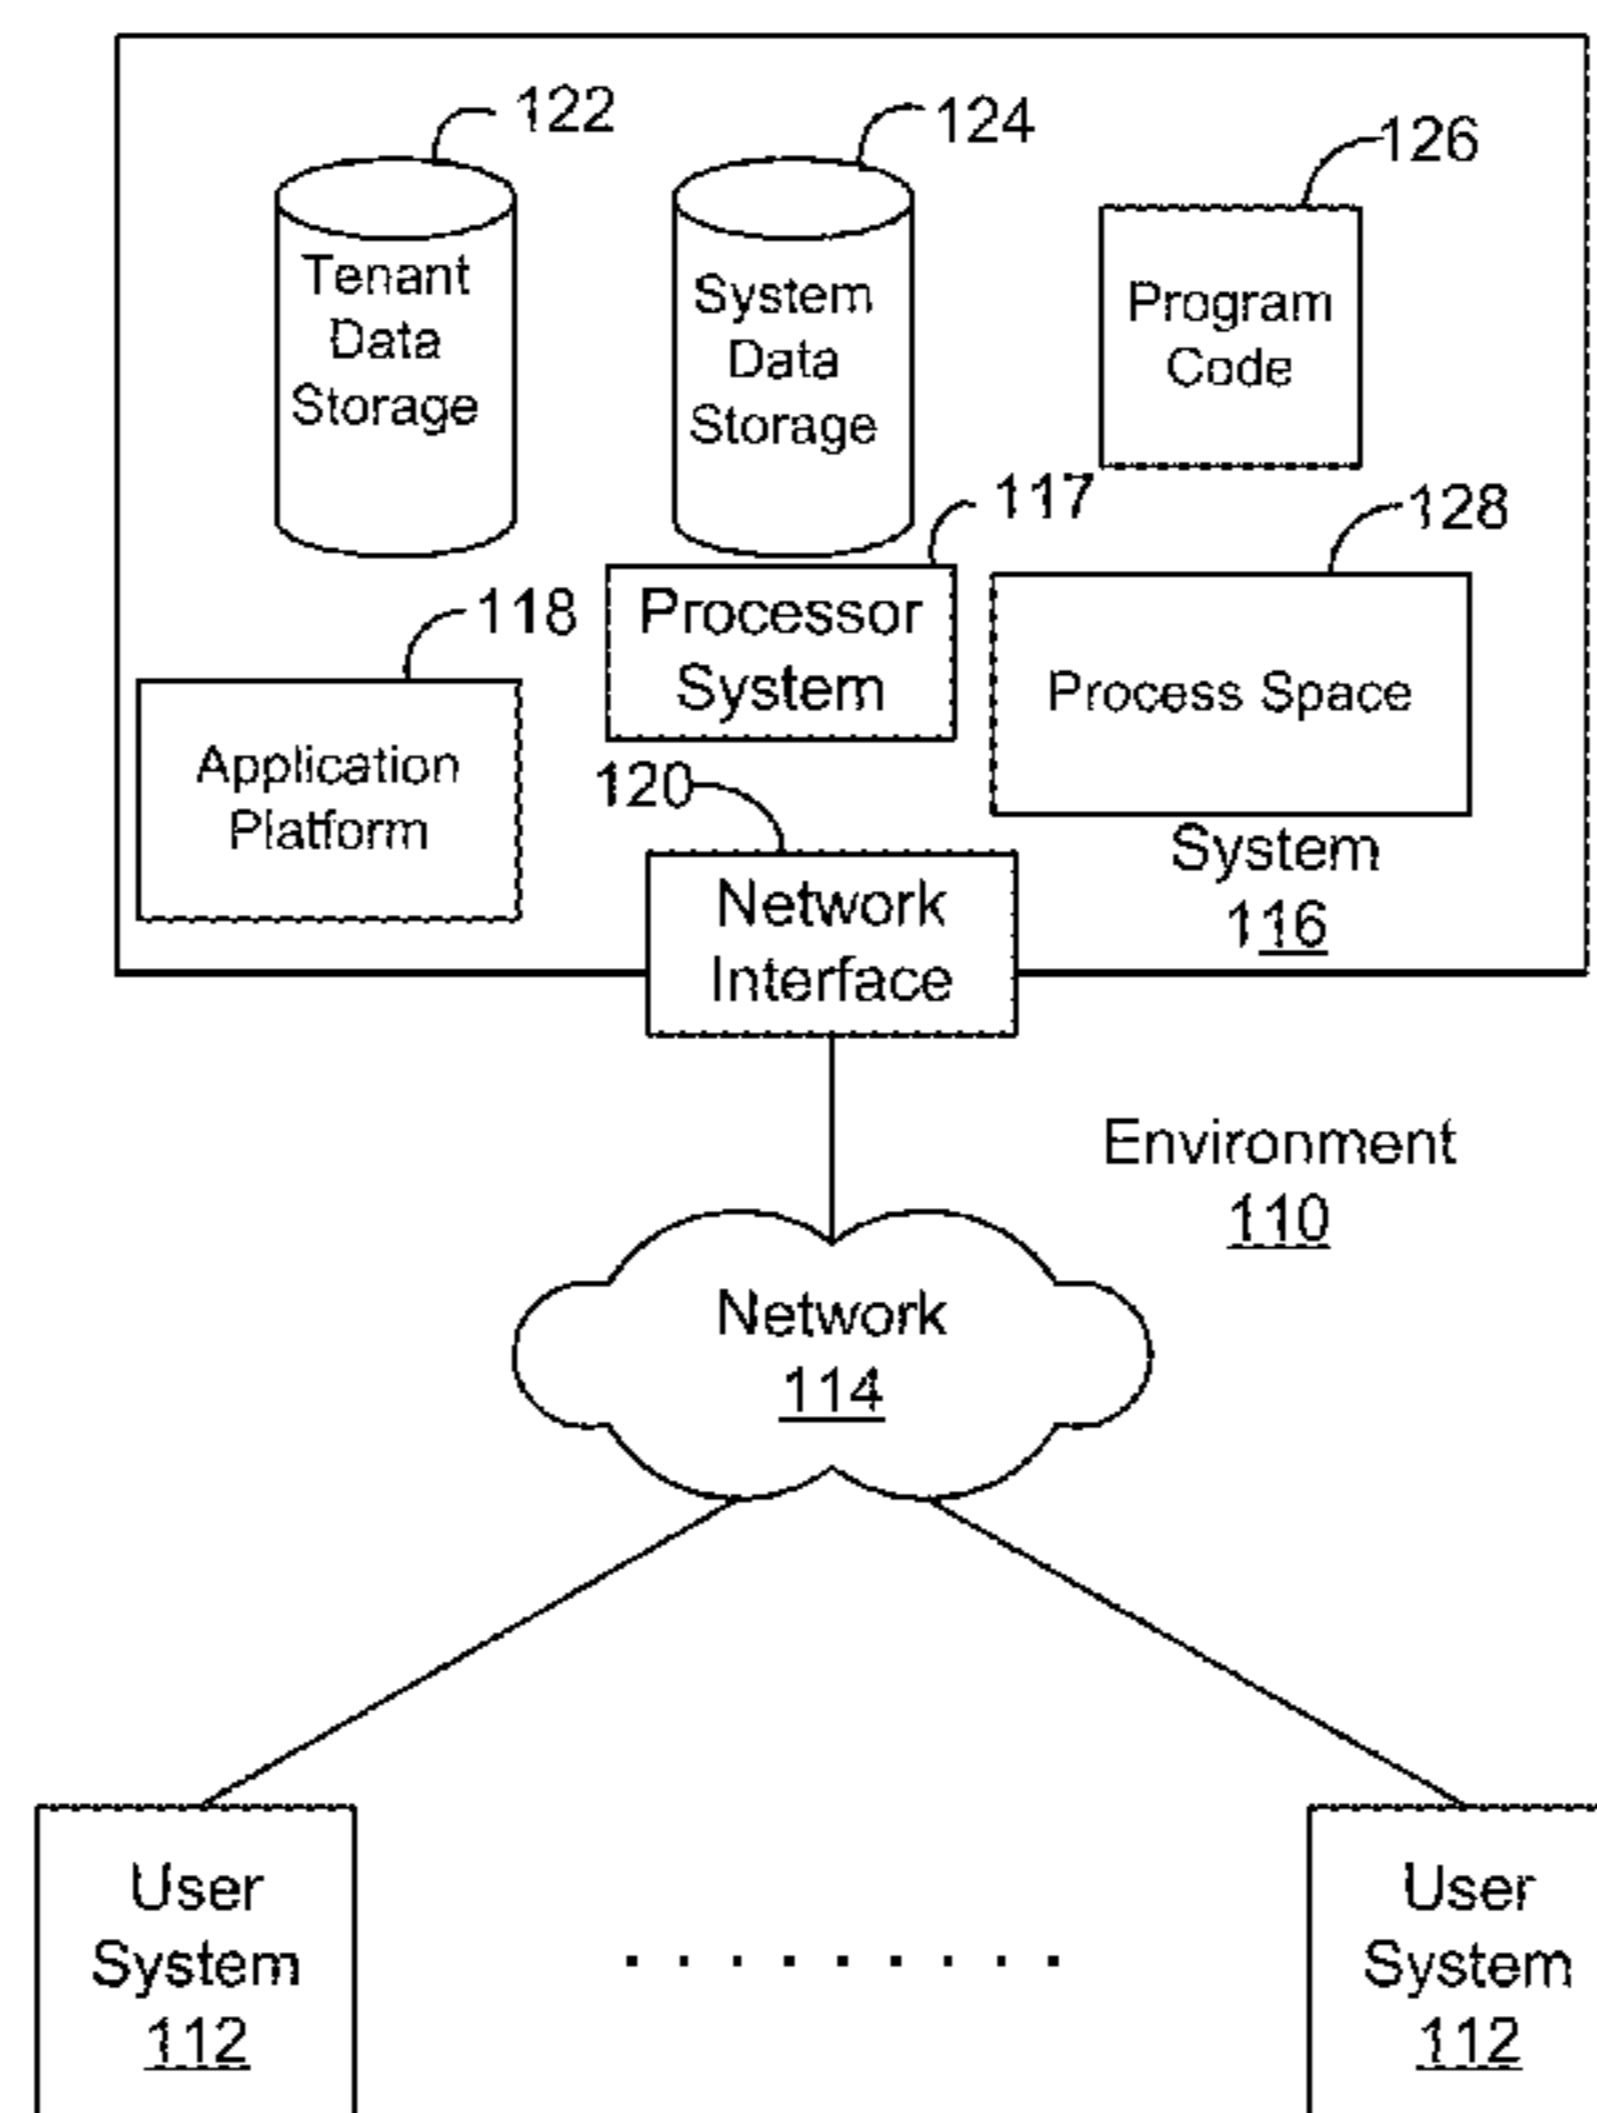 122
124
126
Tenant
Data
Storage
System
Data
Storage
Program
Code
117
128
118
Processor
System
Process Space
Application
Platform
120
System
116
Network
Interface
Environment
110
Network
114
User
System
112
. . . . . . . . .
User
System
112